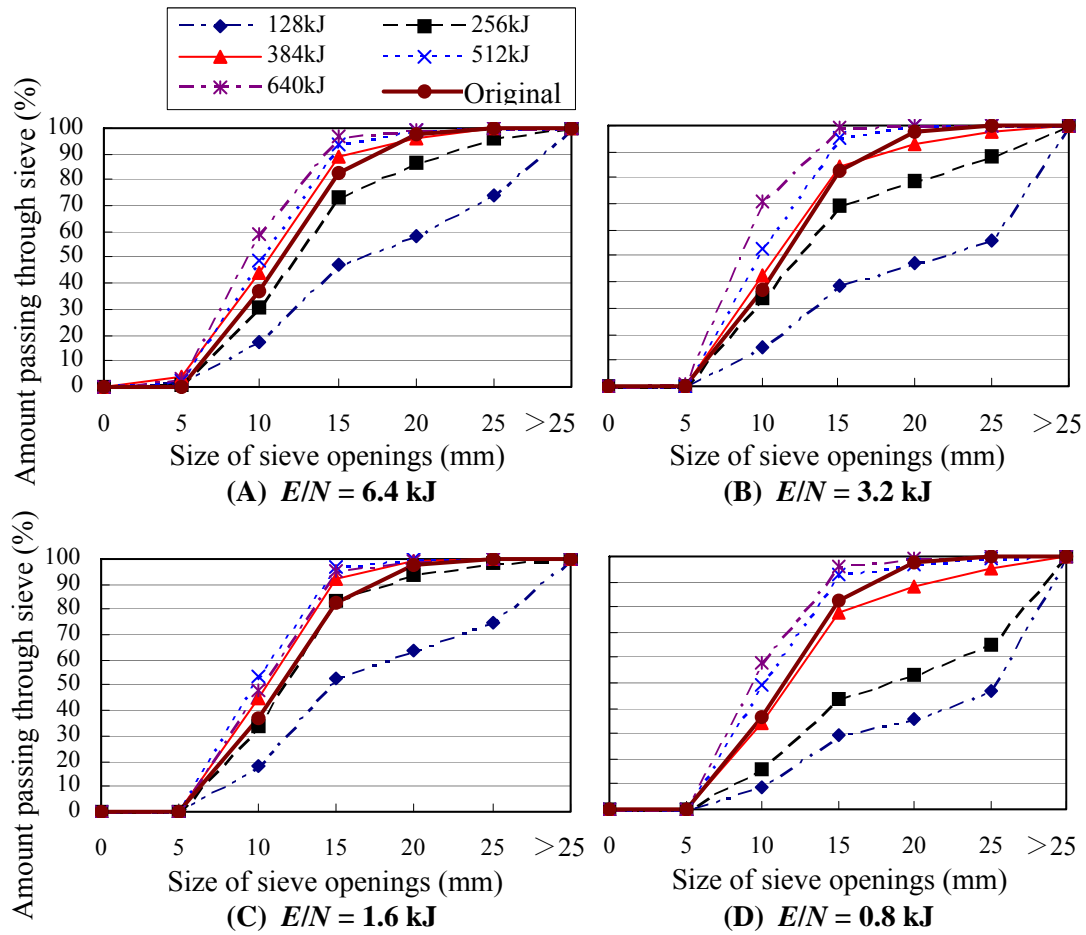 128kJ 256kJ
384kJ 512kJ
640kJ Original
Amount passing through sieve (%)
100
90
80
70
60
50
40
30
20
10
0
0 5 10 15 20 25 >25
Size of sieve openings (mm)
(A) E/N = 6.4 kJ
100
90
80
70
60
50
40
30
20
10
0
0 5 10 15 20 25 >25
Size of sieve openings (mm)
(B) E/N = 3.2 kJ
Amount passing through sieve (%)
100
90
80
70
60
50
40
30
20
10
0
0 5 10 15 20 25 >25
Size of sieve openings (mm)
(C) E/N = 1.6 kJ
100
90
80
70
60
50
40
30
20
10
0
0 5 10 15 20 25 >25
Size of sieve openings (mm)
(D) E/N = 0.8 kJ